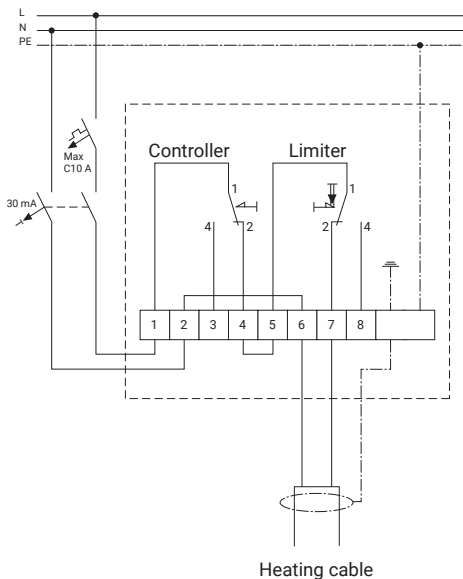 L
N
PE
Max
C10 A
30 mA
Controller
Limiter
1
1
4
2
2
4
1 2 3 4 5 6 7 8
Heating cable